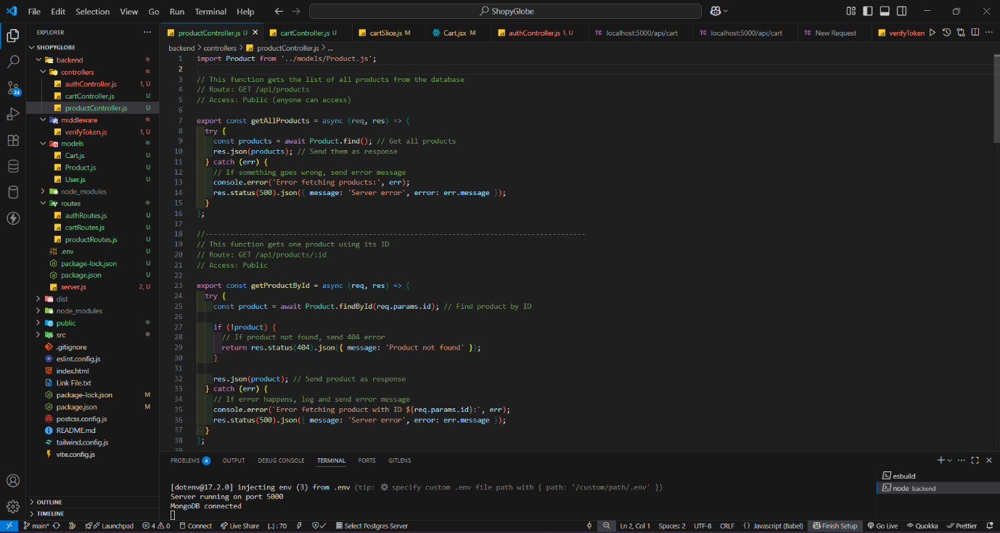 File Edit Selection View Go Run Terminal Help
ShopyGlobe
EXPLORER
SHOPYGLOBE
backend
controllers
authController.js 1, U
cartController.js U
productController.js U
middleware
verifyToken.js 1, U
models
Cart.js U
Product.js U
User.js U
node_modules
routes
authRoutes.js U
cartRoutes.js U
productRoutes.js U
.env U
package-lock.json U
package.json U
server.js 2, U
dist
node_modules
public
src
.gitignore
eslint.config.js
index.html
Link File.txt
package-lock.json M
package.json M
postcss.config.js
README.md
tailwind.config.js
vite.config.js
OUTLINE
TIMELINE
24
productController.js U
cartController.js U
cartSlice.js M
Cart.jsx M
authController.js 1, U
TC localhost:5000/api/cart
TC localhost:5000/api/cart
TC New Request
verifyToken
backend > controllers > productController.js > ...
1 import Product from '../models/Product.js';
2
3 // This function gets the list of all products from the database
4 // Route: GET /api/products
5 // Access: Public (anyone can access)
6
7 export const getAllProducts = async (req, res) => {
8 try {
9 const products = await Product.find(); // Get all products
10 res.json(products); // Send them as response
11 } catch (err) {
12 // If something goes wrong, send error message
13 console.error('Error fetching products:', err);
14 res.status(500).json({ message: 'Server error', error: err.message });
15 }
16 };
17
18 //-------------------------------------------------------------------------------------------
19 // This function gets one product using its ID
20 // Route: GET /api/products/:id
21 // Access: Public
22
23 export const getProductById = async (req, res) => {
24 try {
25 const product = await Product.findById(req.params.id); // Find product by ID
26
27 if (!product) {
28 // If product not found, send 404 error
29 return res.status(404).json({ message: 'Product not found' });
30 }
31
32 res.json(product); // Send product as response
33 } catch (err) {
34 // If error happens, log and send error message
35 console.error(`Error fetching product with ID ${req.params.id}:`, err);
36 res.status(500).json({ message: 'Server error', error: err.message });
37 }
38 };
39
PROBLEMS 4 OUTPUT DEBUG CONSOLE TERMINAL PORTS GITLENS
[dotenv@17.2.0] injecting env (3) from .env (tip: ⚙ specify custom .env file path with { path: '/custom/path/.env' })
Server running on port 5000
MongoDB connected
esbuild
node backend
main* Launchpad 4 0 Connect Live Share {..} : 70 Select Postgres Server Ln 2, Col 1 Spaces: 2 UTF-8 CRLF {} Javascript (Babel) Finish Setup Go Live Quokka Prettier